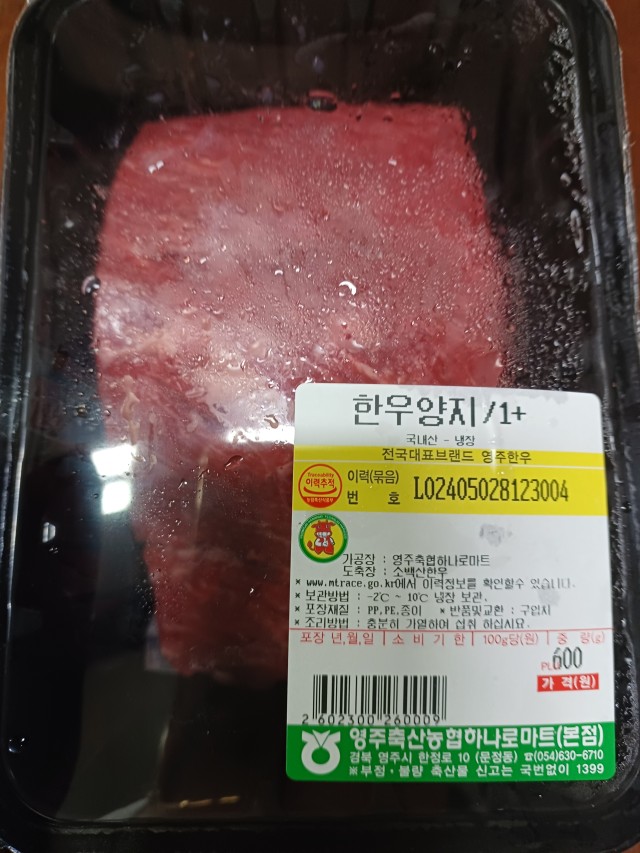 한우양지/1+
국내산 - 냉장
전국대표브랜드 영주한우
Traceability
이력추적
이력(묶음)
번 호 L02405028123004
가공장 : 영주축협하나로마트
도축장 : 소백산한우
* www.mtrace.go.kr에서 이력정보를 확인할수 있습니다.
* 보관방법 : -2℃ ~ 10℃ 냉장 보관.
* 포장재질 : PP,PE,종이 * 반품및교환 : 구입처
* 조리방법 : 충분히 가열하여 섭취 하십시요.
포장 년,월,일 | 소 비 기 한 | 100g당(원) | 중 량(g)
600
가 격(원)
2 602300 260009
영주축산농협하나로마트(본점)
경북 영주시 한정로 10 (문정동) ☎(054)630-6710
※부정·불량 축산물 신고는 국번없이 1399